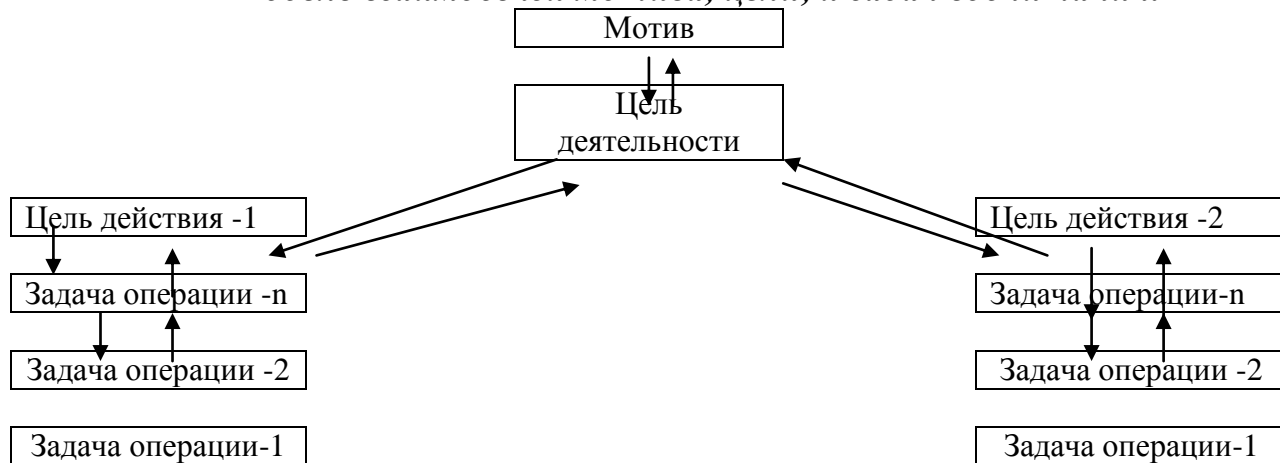 Мотив
Цель
деятельности
Цель действия -1
Цель действия -2
Задача операции -n
Задача операции-n
Задача операции -2
Задача операции -2
Задача операции-1
Задача операции-1